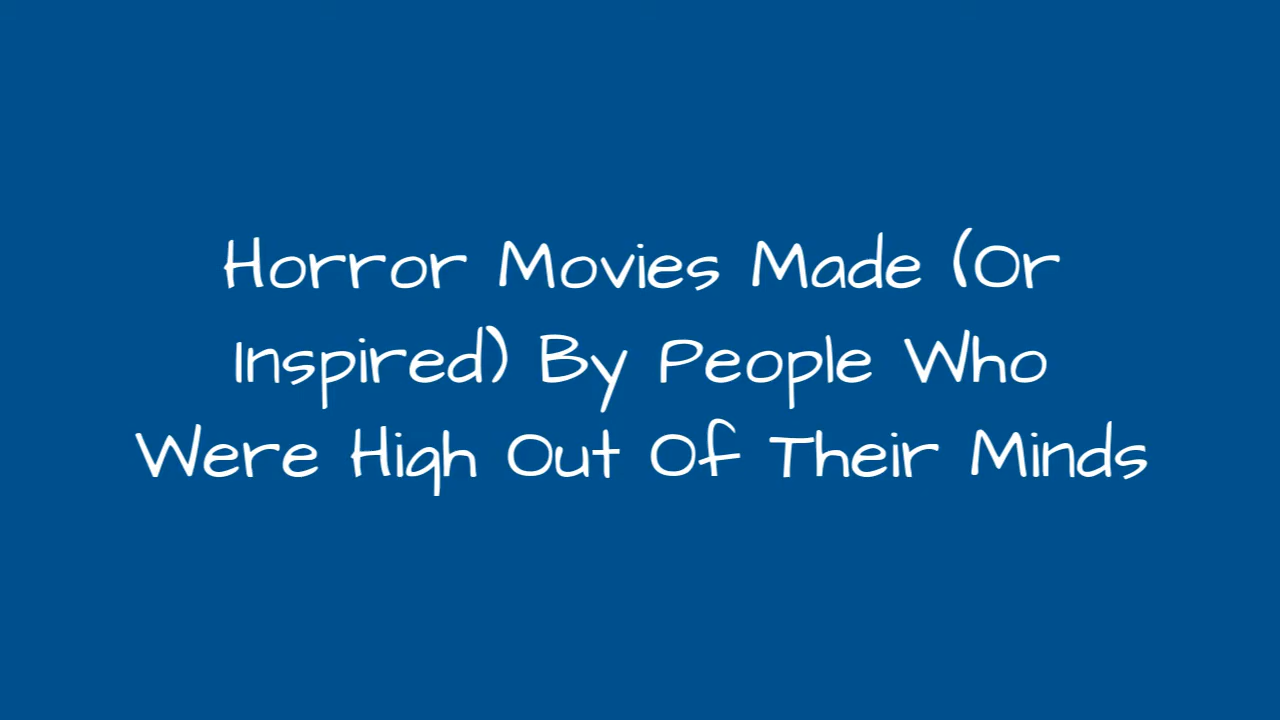 Horror Movies Made (Or
Inspired) By People Who
Were High Out Of Their Minds